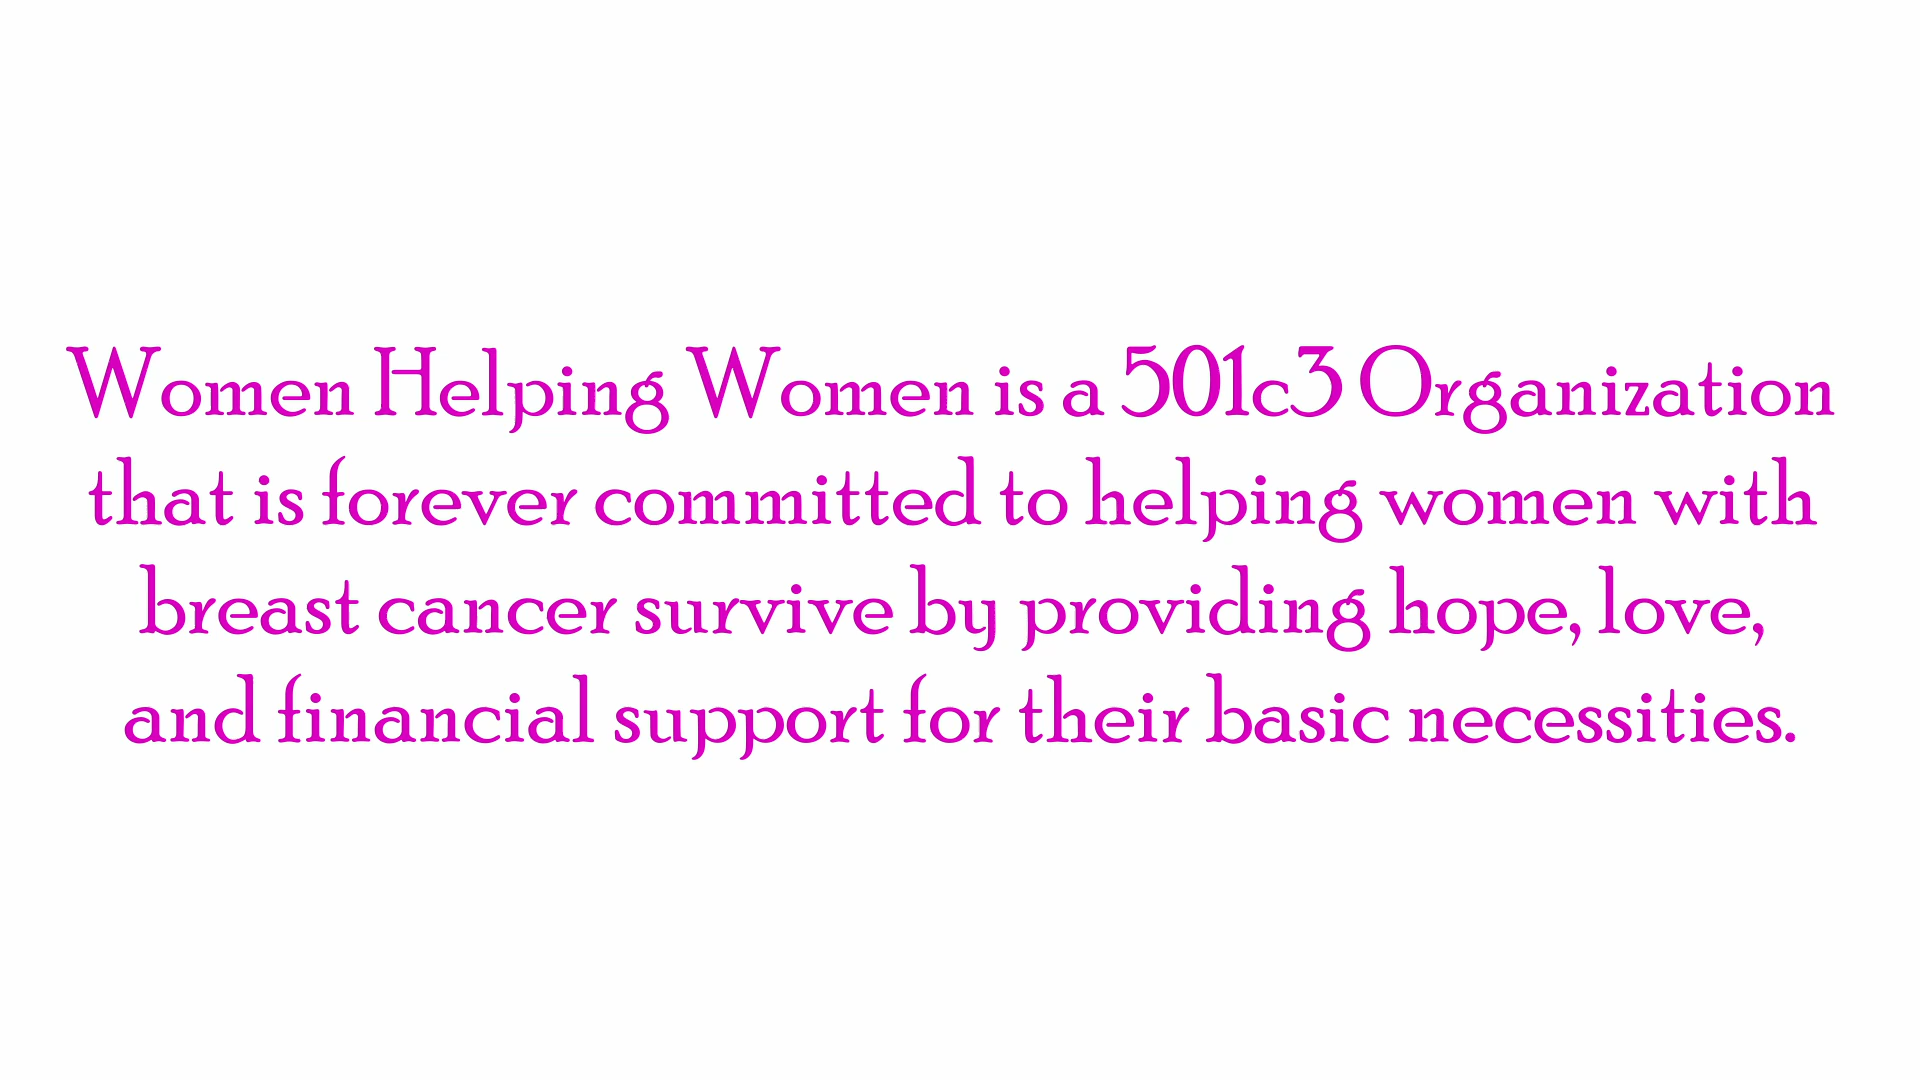 Women Helping Women is a 501c3 Organization
that is forever committed to helping women with
breast cancer survive by providing hope, love,
and financial support for their basic necessities.